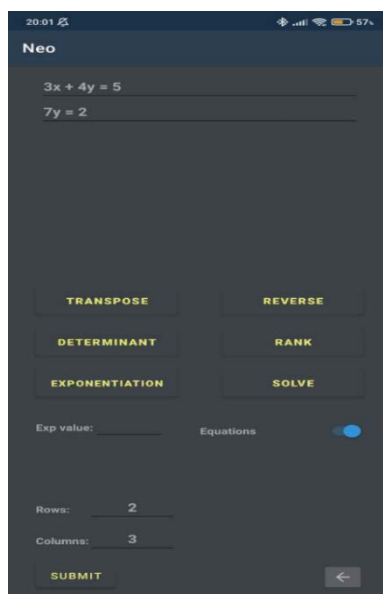 20:01 57%
Neo
3x + 4y = 5
7y = 2
TRANSPOSE REVERSE
DETERMINANT RANK
EXPONENTIATION SOLVE
Exp value: Equations
Rows: 2
Columns: 3
SUBMIT